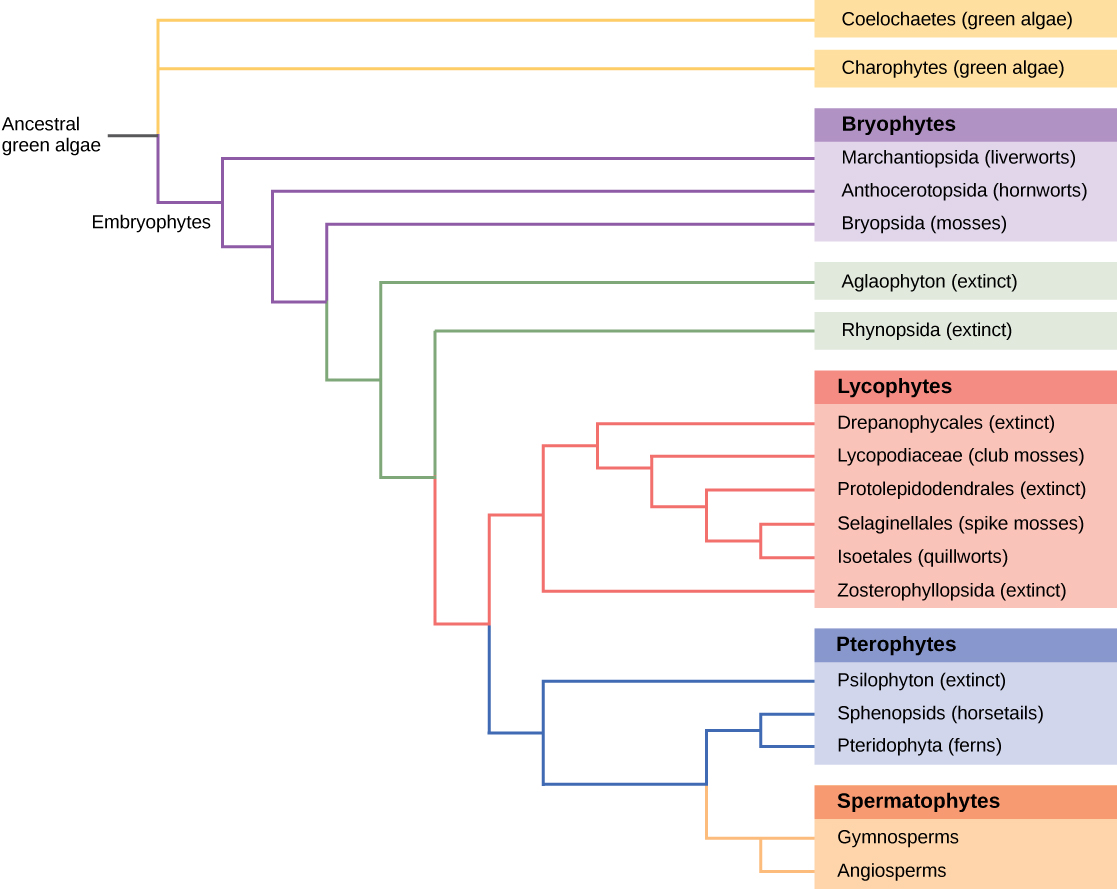 Coelochaetes (green algae)
Charophytes (green algae)
Ancestral
green algae
Bryophytes
Marchantiopsida (liverworts)
Anthocerotopsida (hornworts)
Embryophytes
Bryopsida (mosses)
Aglaophyton (extinct)
Rhynopsida (extinct)
Lycophytes
Drepanophycales (extinct)
Lycopodiaceae (club mosses)
Protolepidodendrales (extinct)
Selaginellales (spike mosses)
Isoetales (quillworts)
Zosterophyllopsida (extinct)
Pterophytes
Psilophyton (extinct)
Sphenopsids (horsetails)
Pteridophyta (ferns)
Spermatophytes
Gymnosperms
Angiosperms